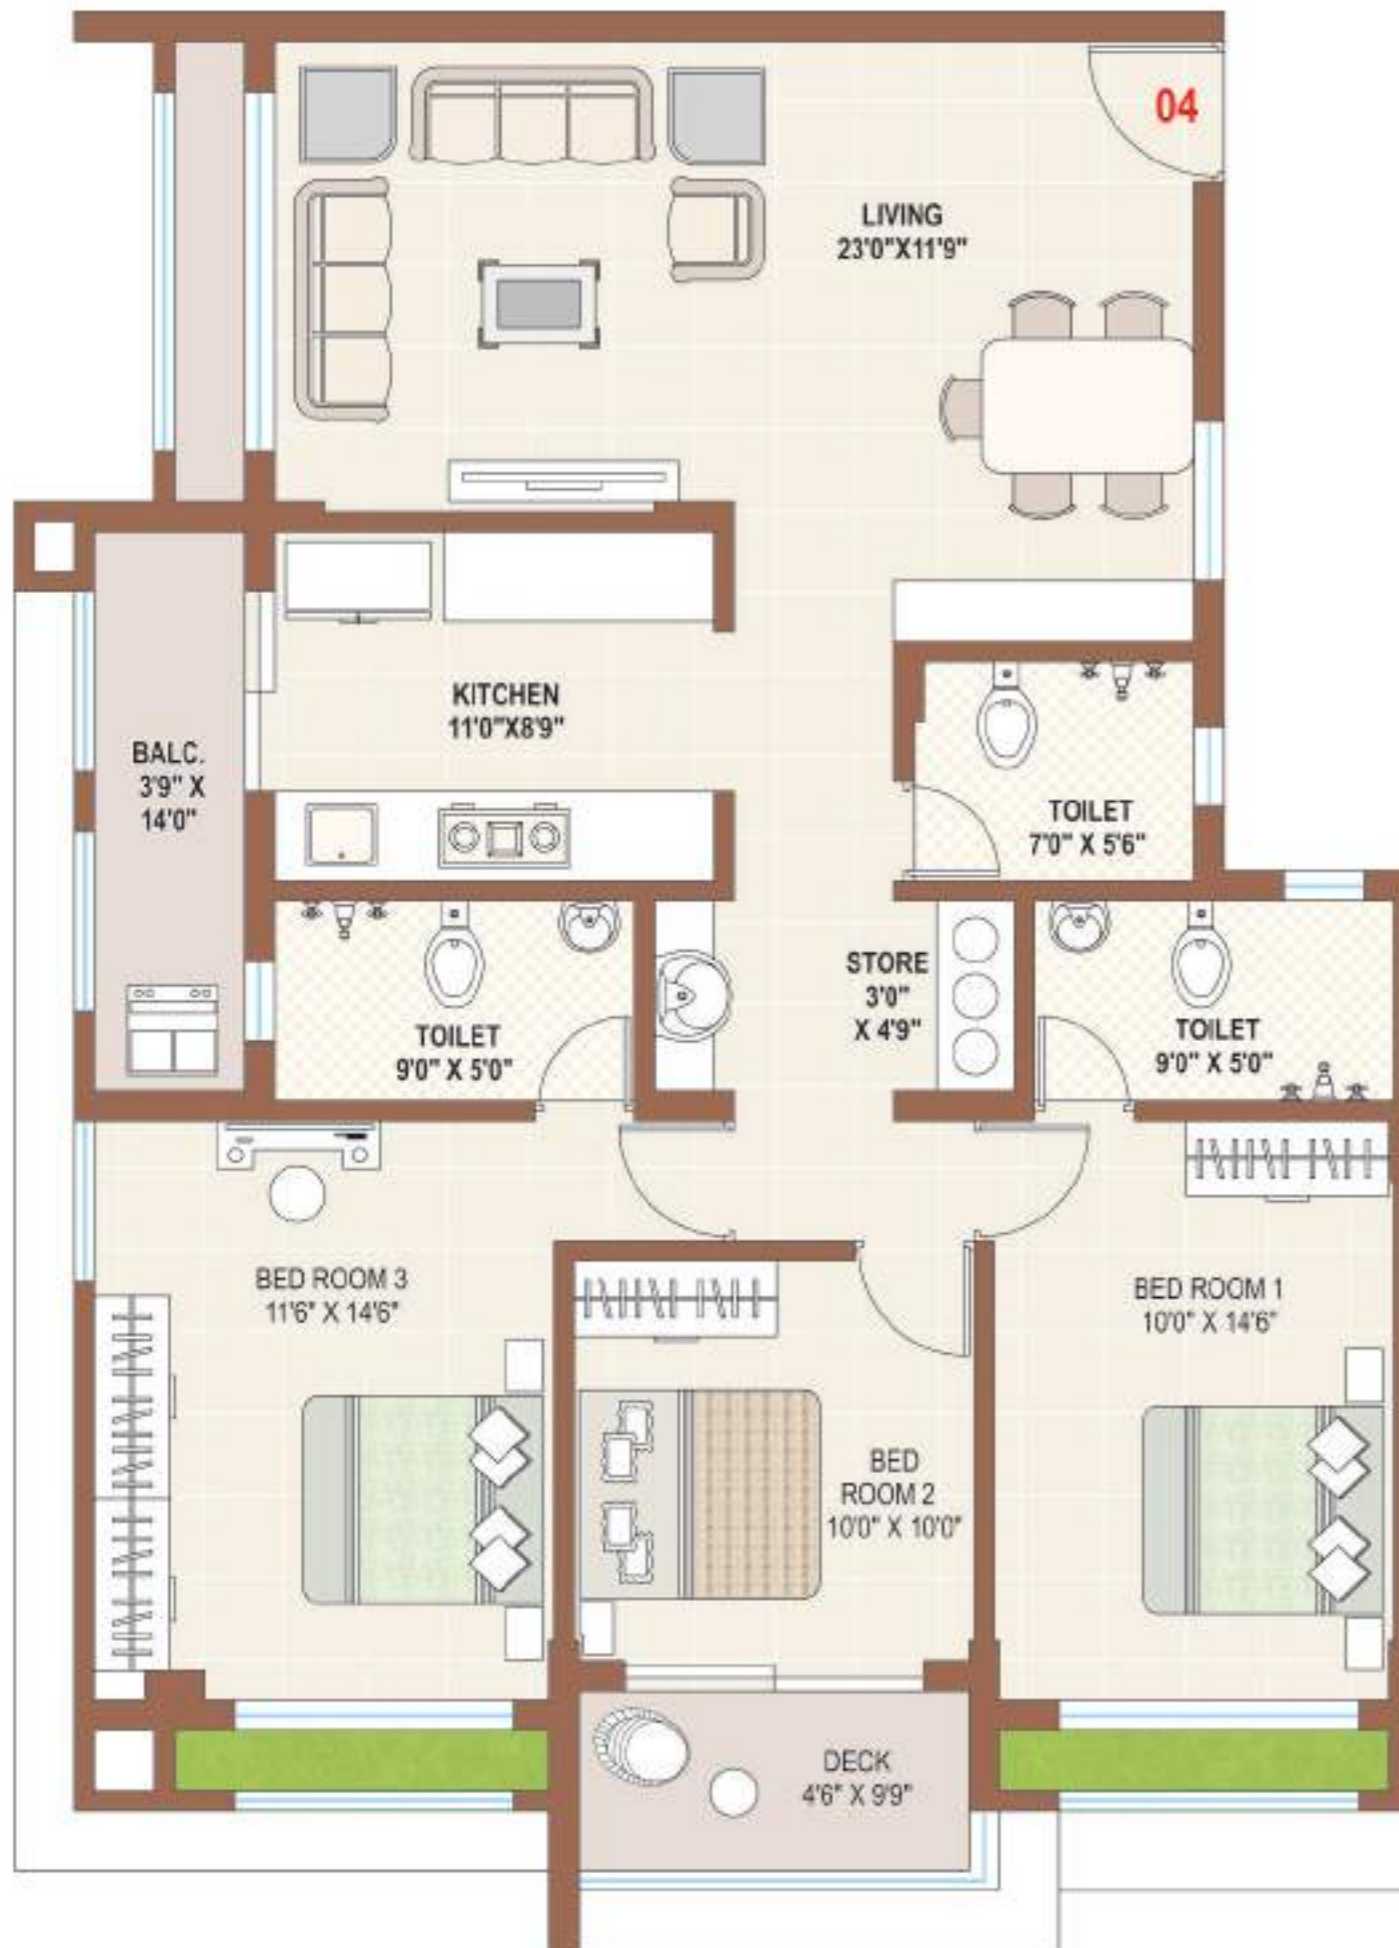 04
LIVING
23'0"X11'9"
KITCHEN
11'0"X8'9"
BALC.
3'9" X
14'0"
TOILET
7'0" X 5'6"
STORE
3'0"
X 4'9"
TOILET
9'0" X 5'0"
TOILET
9'0" X 5'0"
BED ROOM 3
11'6" X 14'6"
BED ROOM 1
10'0" X 14'6"
BED
ROOM 2
10'0" X 10'0"
DECK
4'6" X 9'9"